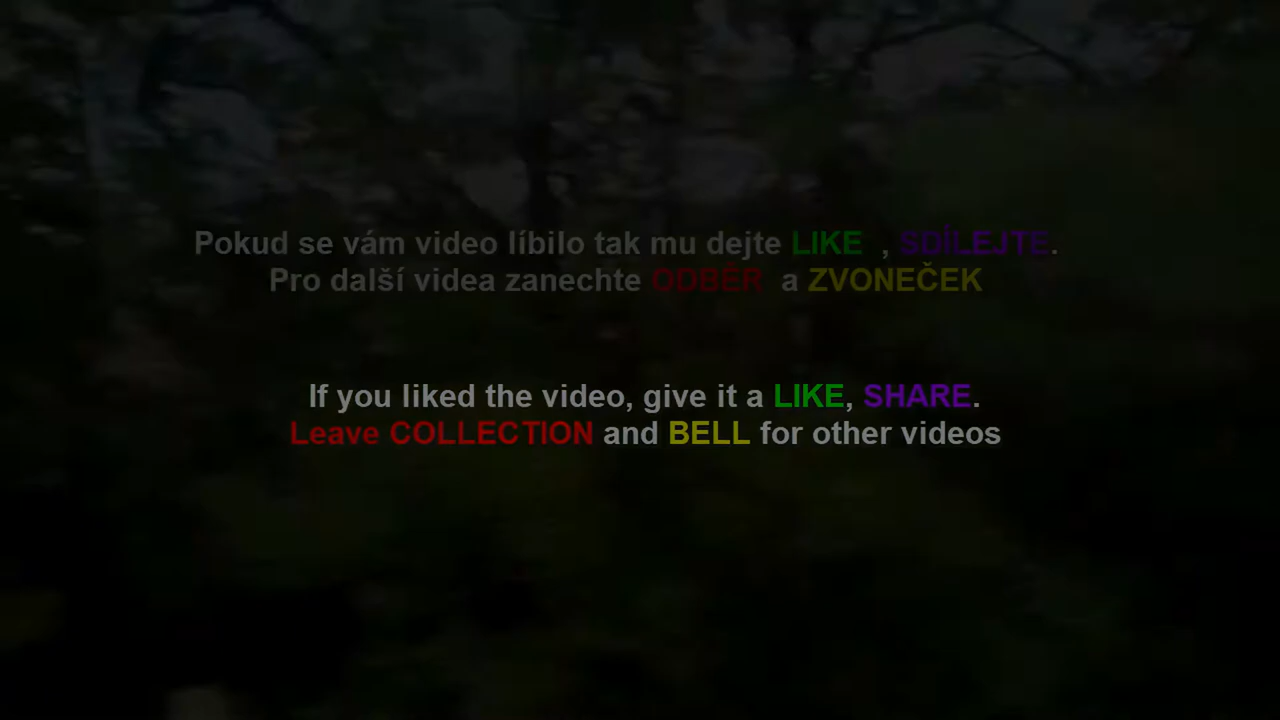 Pokud se vám video líbilo tak mu dejte LIKE , SDÍLEJTE.
Pro další videa zanechte ODBĚR a ZVONEČEK
If you liked the video, give it a LIKE, SHARE.
Leave COLLECTION and BELL for other videos